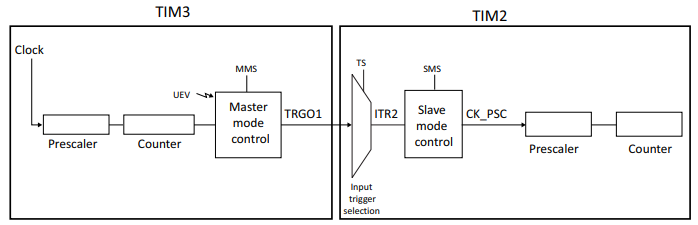 TIM3
TIM2
Clock
MMS
UEV
Master
mode
control
TRGO1
Prescaler
Counter
TS
ITR2
Input
trigger
selection
SMS
Slave
mode
control
CK_PSC
Prescaler
Counter